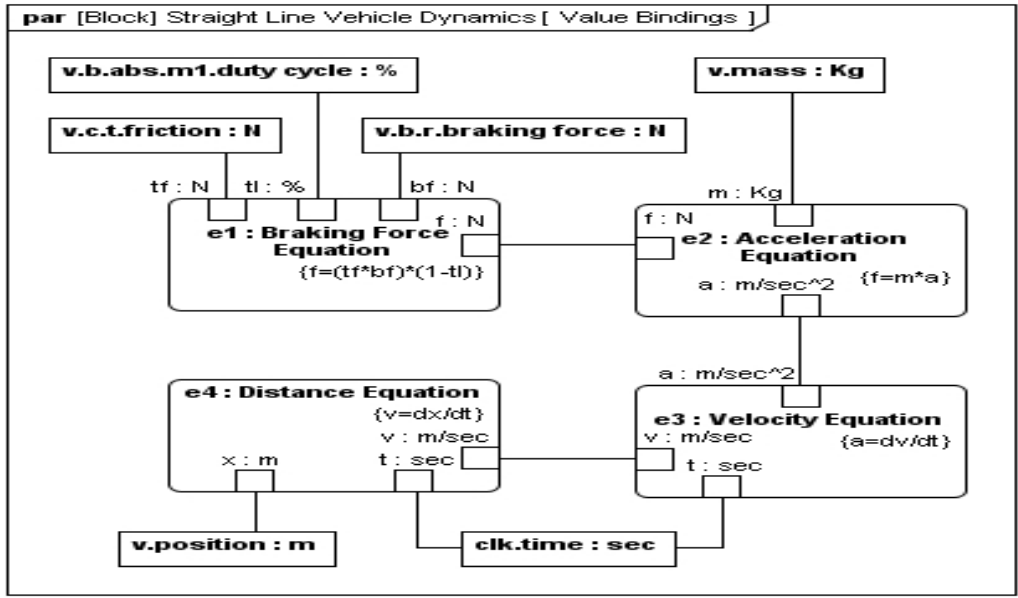 par [Block] Straight Line Vehicle Dynamics [ Value Bindings ]
v.b.abs.m1.duty cycle : %
v.mass : Kg
v.c.t.friction : N
v.b.r.braking force : N
tf : N
tl : %
bf : N
m : Kg
f : N
e1 : Braking Force
Equation
{f=(tf*bf)*(1-tl)}
f : N
e2 : Acceleration
Equation
{f=m*a}
a : m/sec^2
a : m/sec^2
e4 : Distance Equation
{v=dx/dt}
v : m/sec
x : m
t : sec
e3 : Velocity Equation
v : m/sec
{a=dv/dt}
t : sec
v.position : m
clk.time : sec